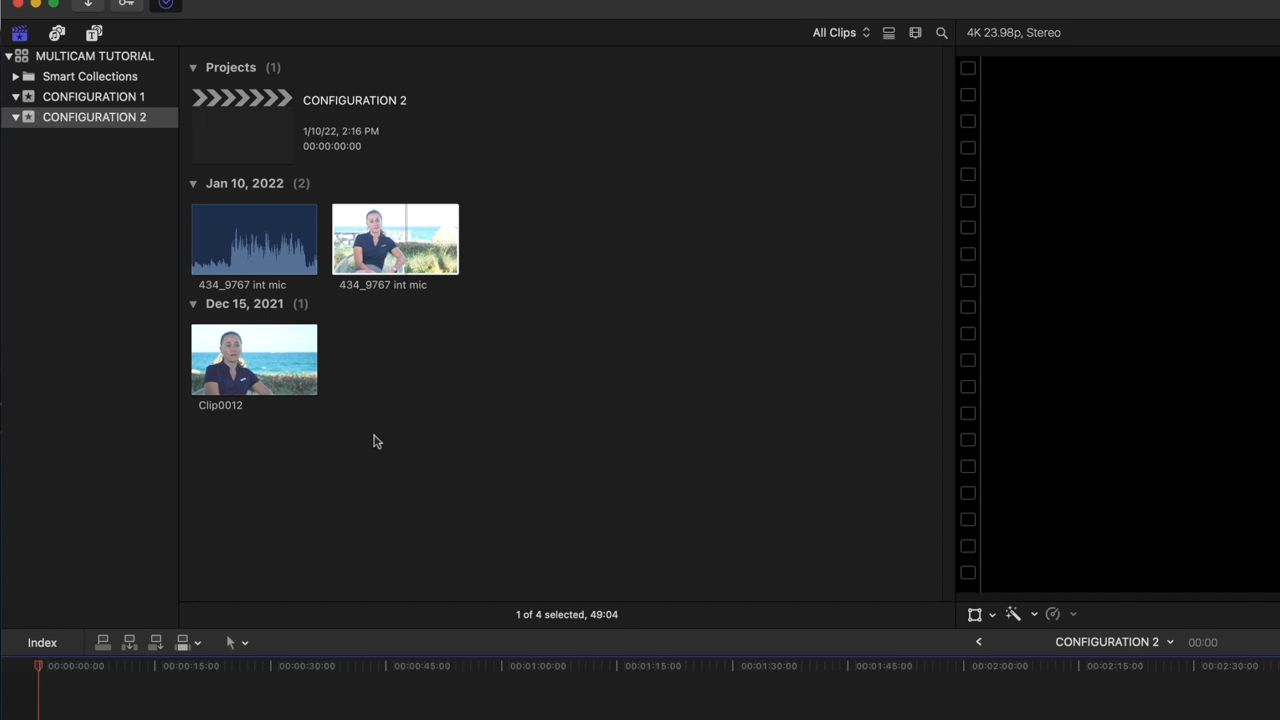 All Clips
4K 23.98p, Stereo
MULTICAM TUTORIAL
Smart Collections
CONFIGURATION 1
CONFIGURATION 2
Projects (1)
CONFIGURATION 2
1/10/22, 2:16 PM
00:00:00:00
Jan 10, 2022 (2)
434_9767 int mic
434_9767 int mic
Dec 15, 2021 (1)
Clip0012
1 of 4 selected, 49:04
Index
CONFIGURATION 2
00:00
00:00:00:00
00:00:15:00
00:00:30:00
00:00:45:00
00:01:00:00
00:01:15:00
00:01:30:00
00:01:45:00
00:02:00:00
00:02:15:00
00:02:30:00